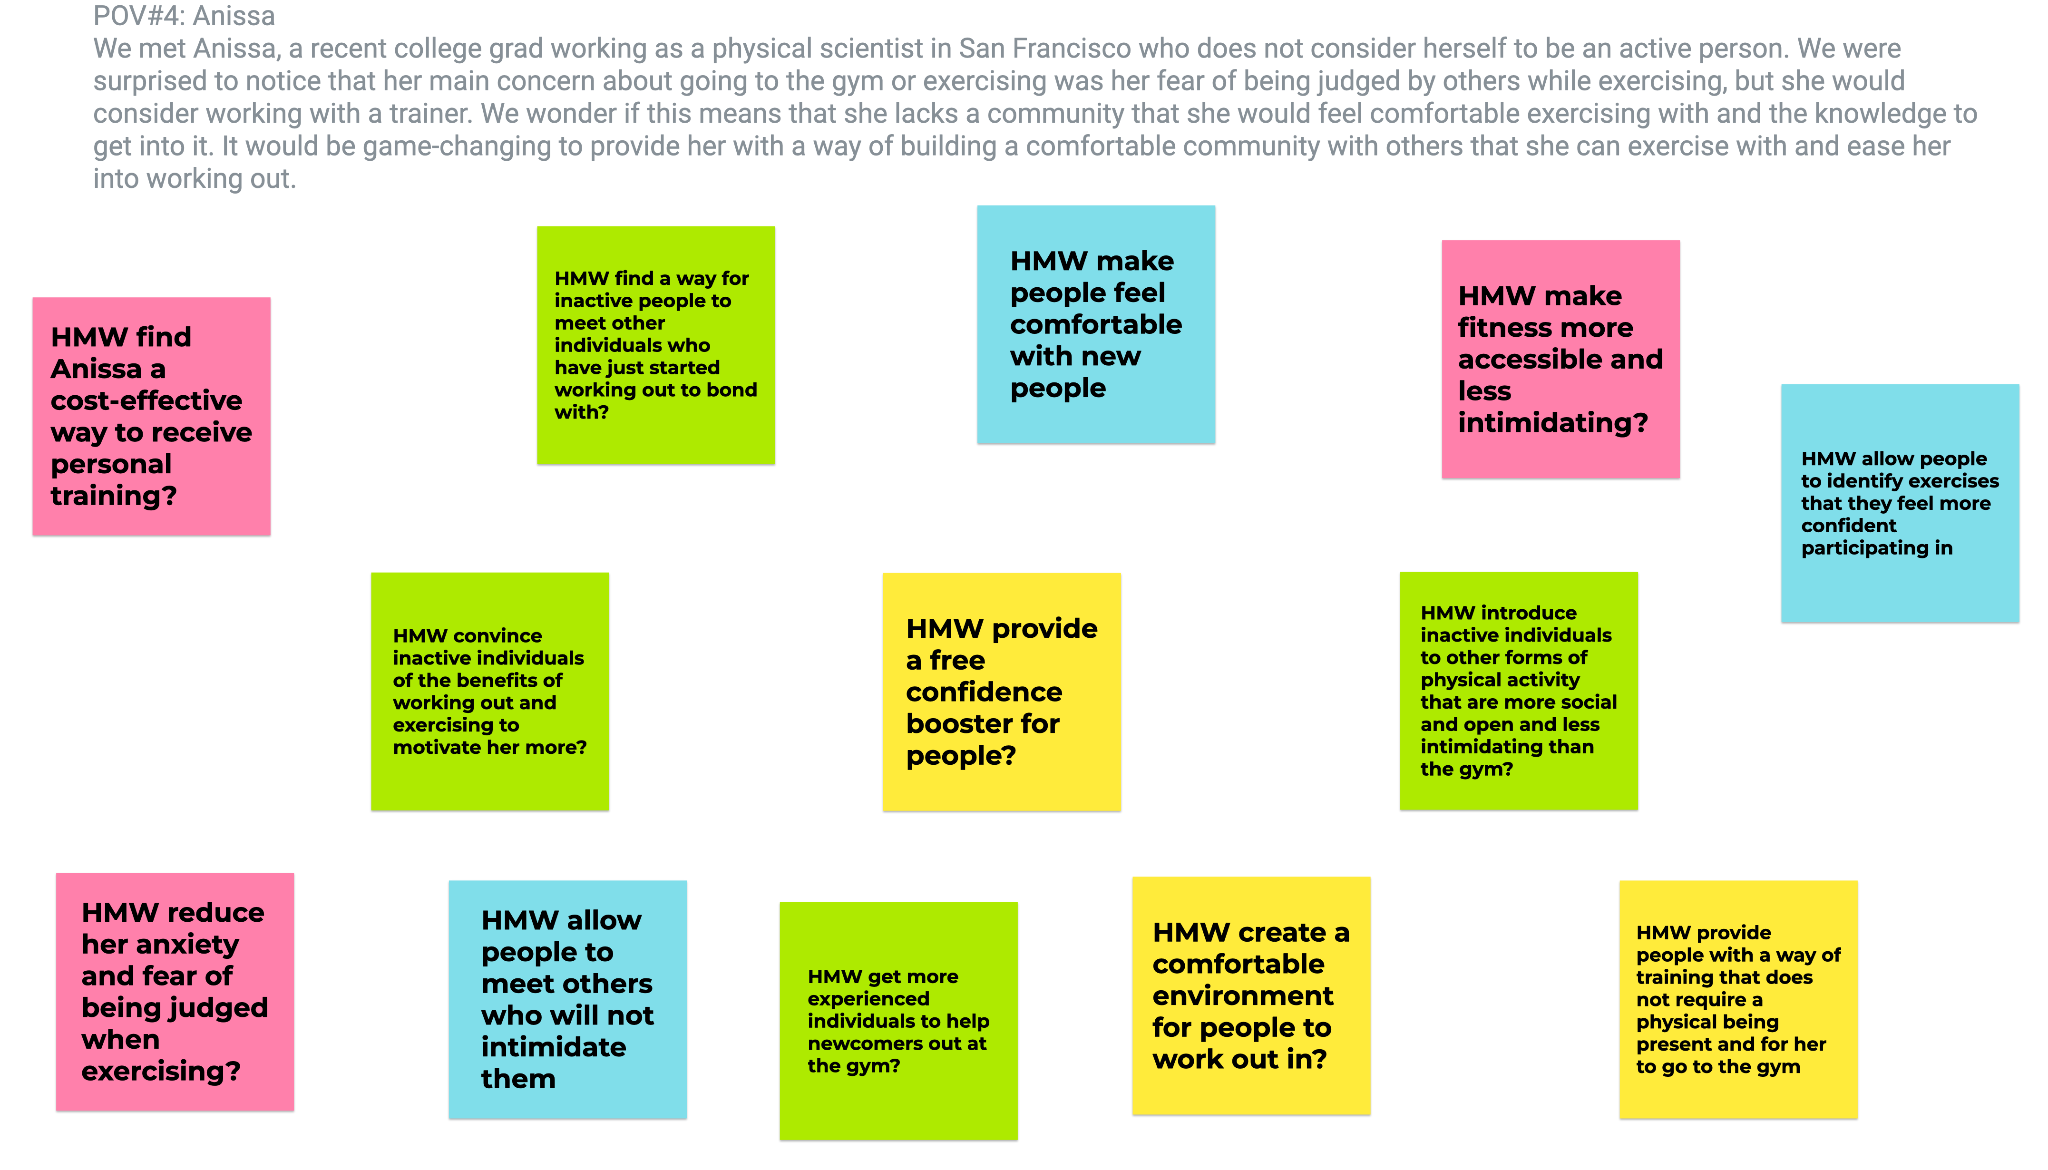 POV#4: Anissa
We met Anissa, a recent college grad working as a physical scientist in San Francisco who does not consider herself to be an active person. We were
surprised to notice that her main concern about going to the gym or exercising was her fear of being judged by others while exercising, but she would
consider working with a trainer. We wonder if this means that she lacks a community that she would feel comfortable exercising with and the knowledge to
get into it. It would be game-changing to provide her with a way of building a comfortable community with others that she can exercise with and ease her
into working out.
HMW find
Anissa a
cost-effective
way to receive
personal
training?
HMW find a way for
inactive people to
meet other
individuals who
have just started
working out to bond
with?
HMW make
people feel
comfortable
with new
people
HMW make
fitness more
accessible and
less
intimidating?
HMW allow people
to identify exercises
that they feel more
confident
participating in
HMW convince
inactive individuals
of the benefits of
working out and
exercising to
motivate her more?
HMW provide
a free
confidence
booster for
people?
HMW introduce
inactive individuals
to other forms of
physical activity
that are more social
and open and less
intimidating than
the gym?
HMW reduce
her anxiety
and fear of
being judged
when
exercising?
HMW allow
people to
meet others
who will not
intimidate
them
HMW get more
experienced
individuals to help
newcomers out at
the gym?
HMW create a
comfortable
environment
for people to
work out in?
HMW provide
people with a way of
training that does
not require a
physical being
present and for her
to go to the gym